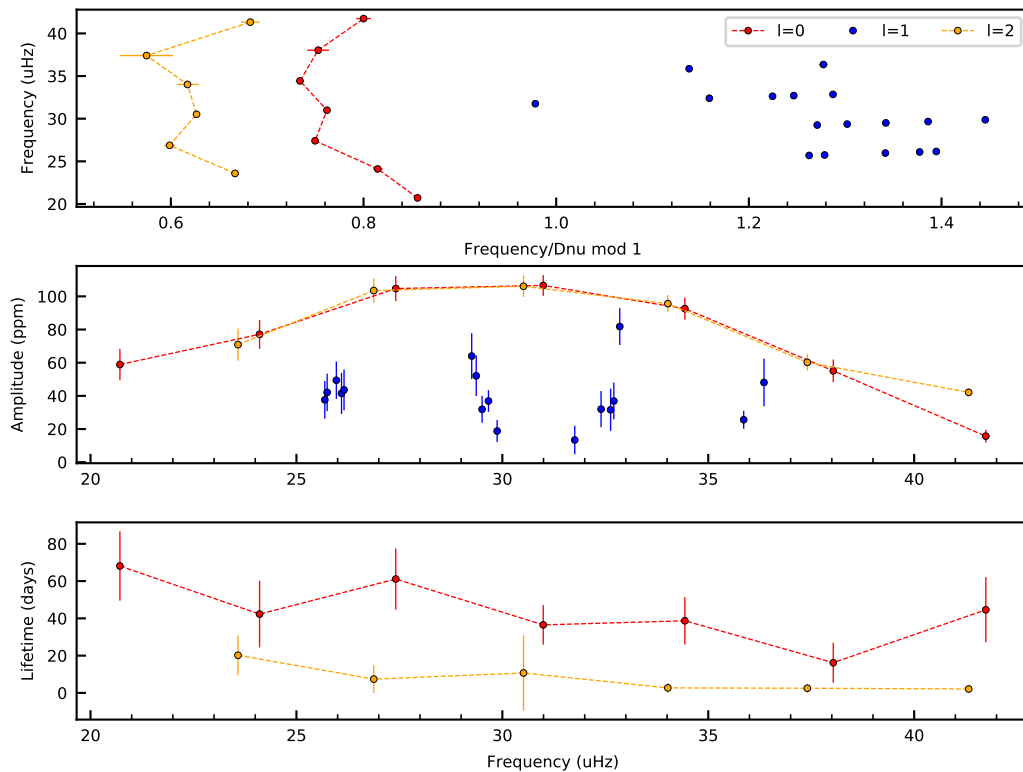 l=0 l=1 l=2
Frequency (uHz)
40
35
30
25
20
0.6 0.8 1.0 1.2 1.4
Frequency/Dnu mod 1
Amplitude (ppm)
100
80
60
40
20
0
20 25 30 35 40
Lifetime (days)
80
60
40
20
0
20 25 30 35 40
Frequency (uHz)